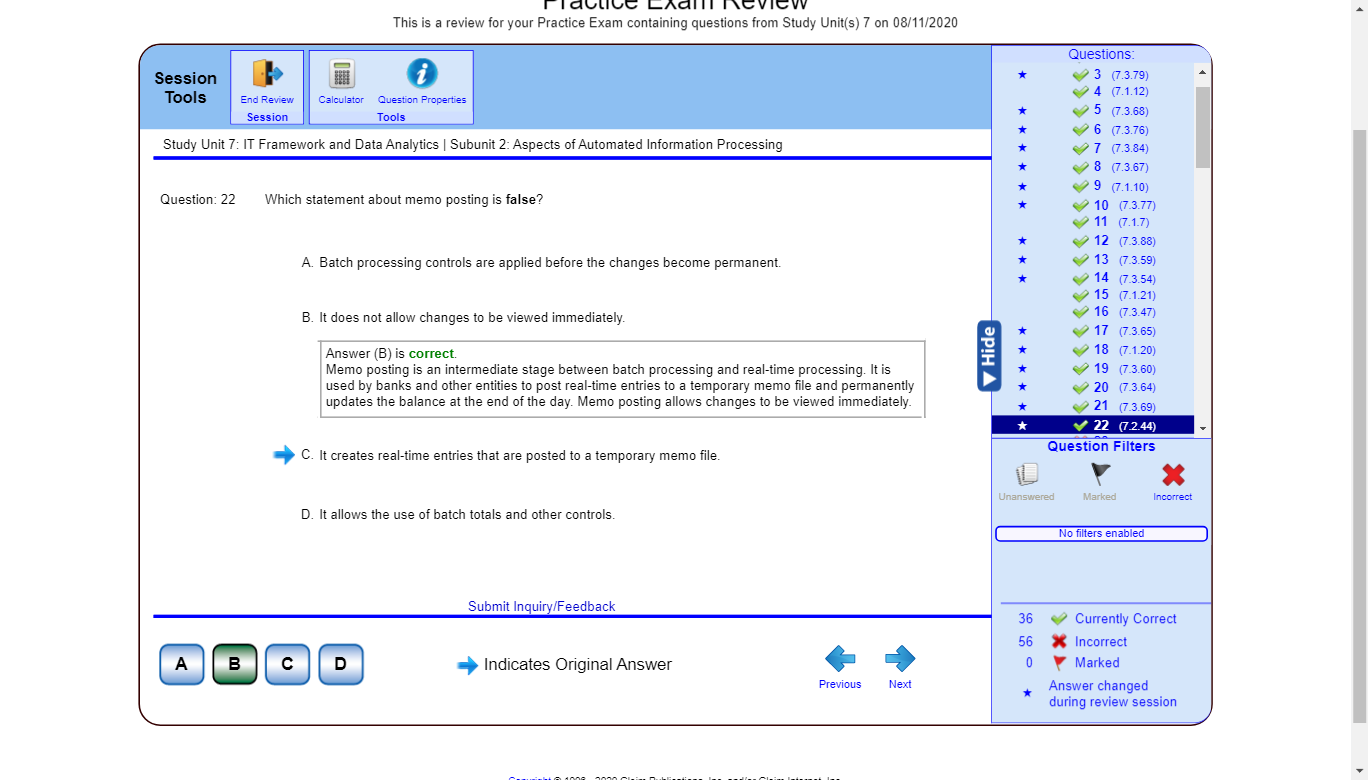 Practice Exam Review
This is a review for your Practice Exam containing questions from Study Unit(s) 7 on 08/11/2020
Session
Tools
End Review
Session
Calculator
Question Properties
Tools
Study Unit 7: IT Framework and Data Analytics | Subunit 2: Aspects of Automated Information Processing
Question: 22 Which statement about memo posting is false?
A. Batch processing controls are applied before the changes become permanent.
B. It does not allow changes to be viewed immediately.
Answer (B) is correct.
Memo posting is an intermediate stage between batch processing and real-time processing. It is
used by banks and other entities to post real-time entries to a temporary memo file and permanently
updates the balance at the end of the day. Memo posting allows changes to be viewed immediately.
C. It creates real-time entries that are posted to a temporary memo file.
D. It allows the use of batch totals and other controls.
Submit Inquiry/Feedback
A B C D
Indicates Original Answer
Previous
Next
Hide
Questions:
3 (7.3.79)
4 (7.1.12)
5 (7.3.68)
6 (7.3.76)
7 (7.3.84)
8 (7.3.67)
9 (7.1.10)
10 (7.3.77)
11 (7.1.7)
12 (7.3.88)
13 (7.3.59)
14 (7.3.54)
15 (7.1.21)
16 (7.3.47)
17 (7.3.65)
18 (7.1.20)
19 (7.3.60)
20 (7.3.64)
21 (7.3.69)
22 (7.2.44)
Question Filters
Unanswered
Marked
Incorrect
No filters enabled
36 Currently Correct
56 Incorrect
0 Marked
Answer changed
during review session